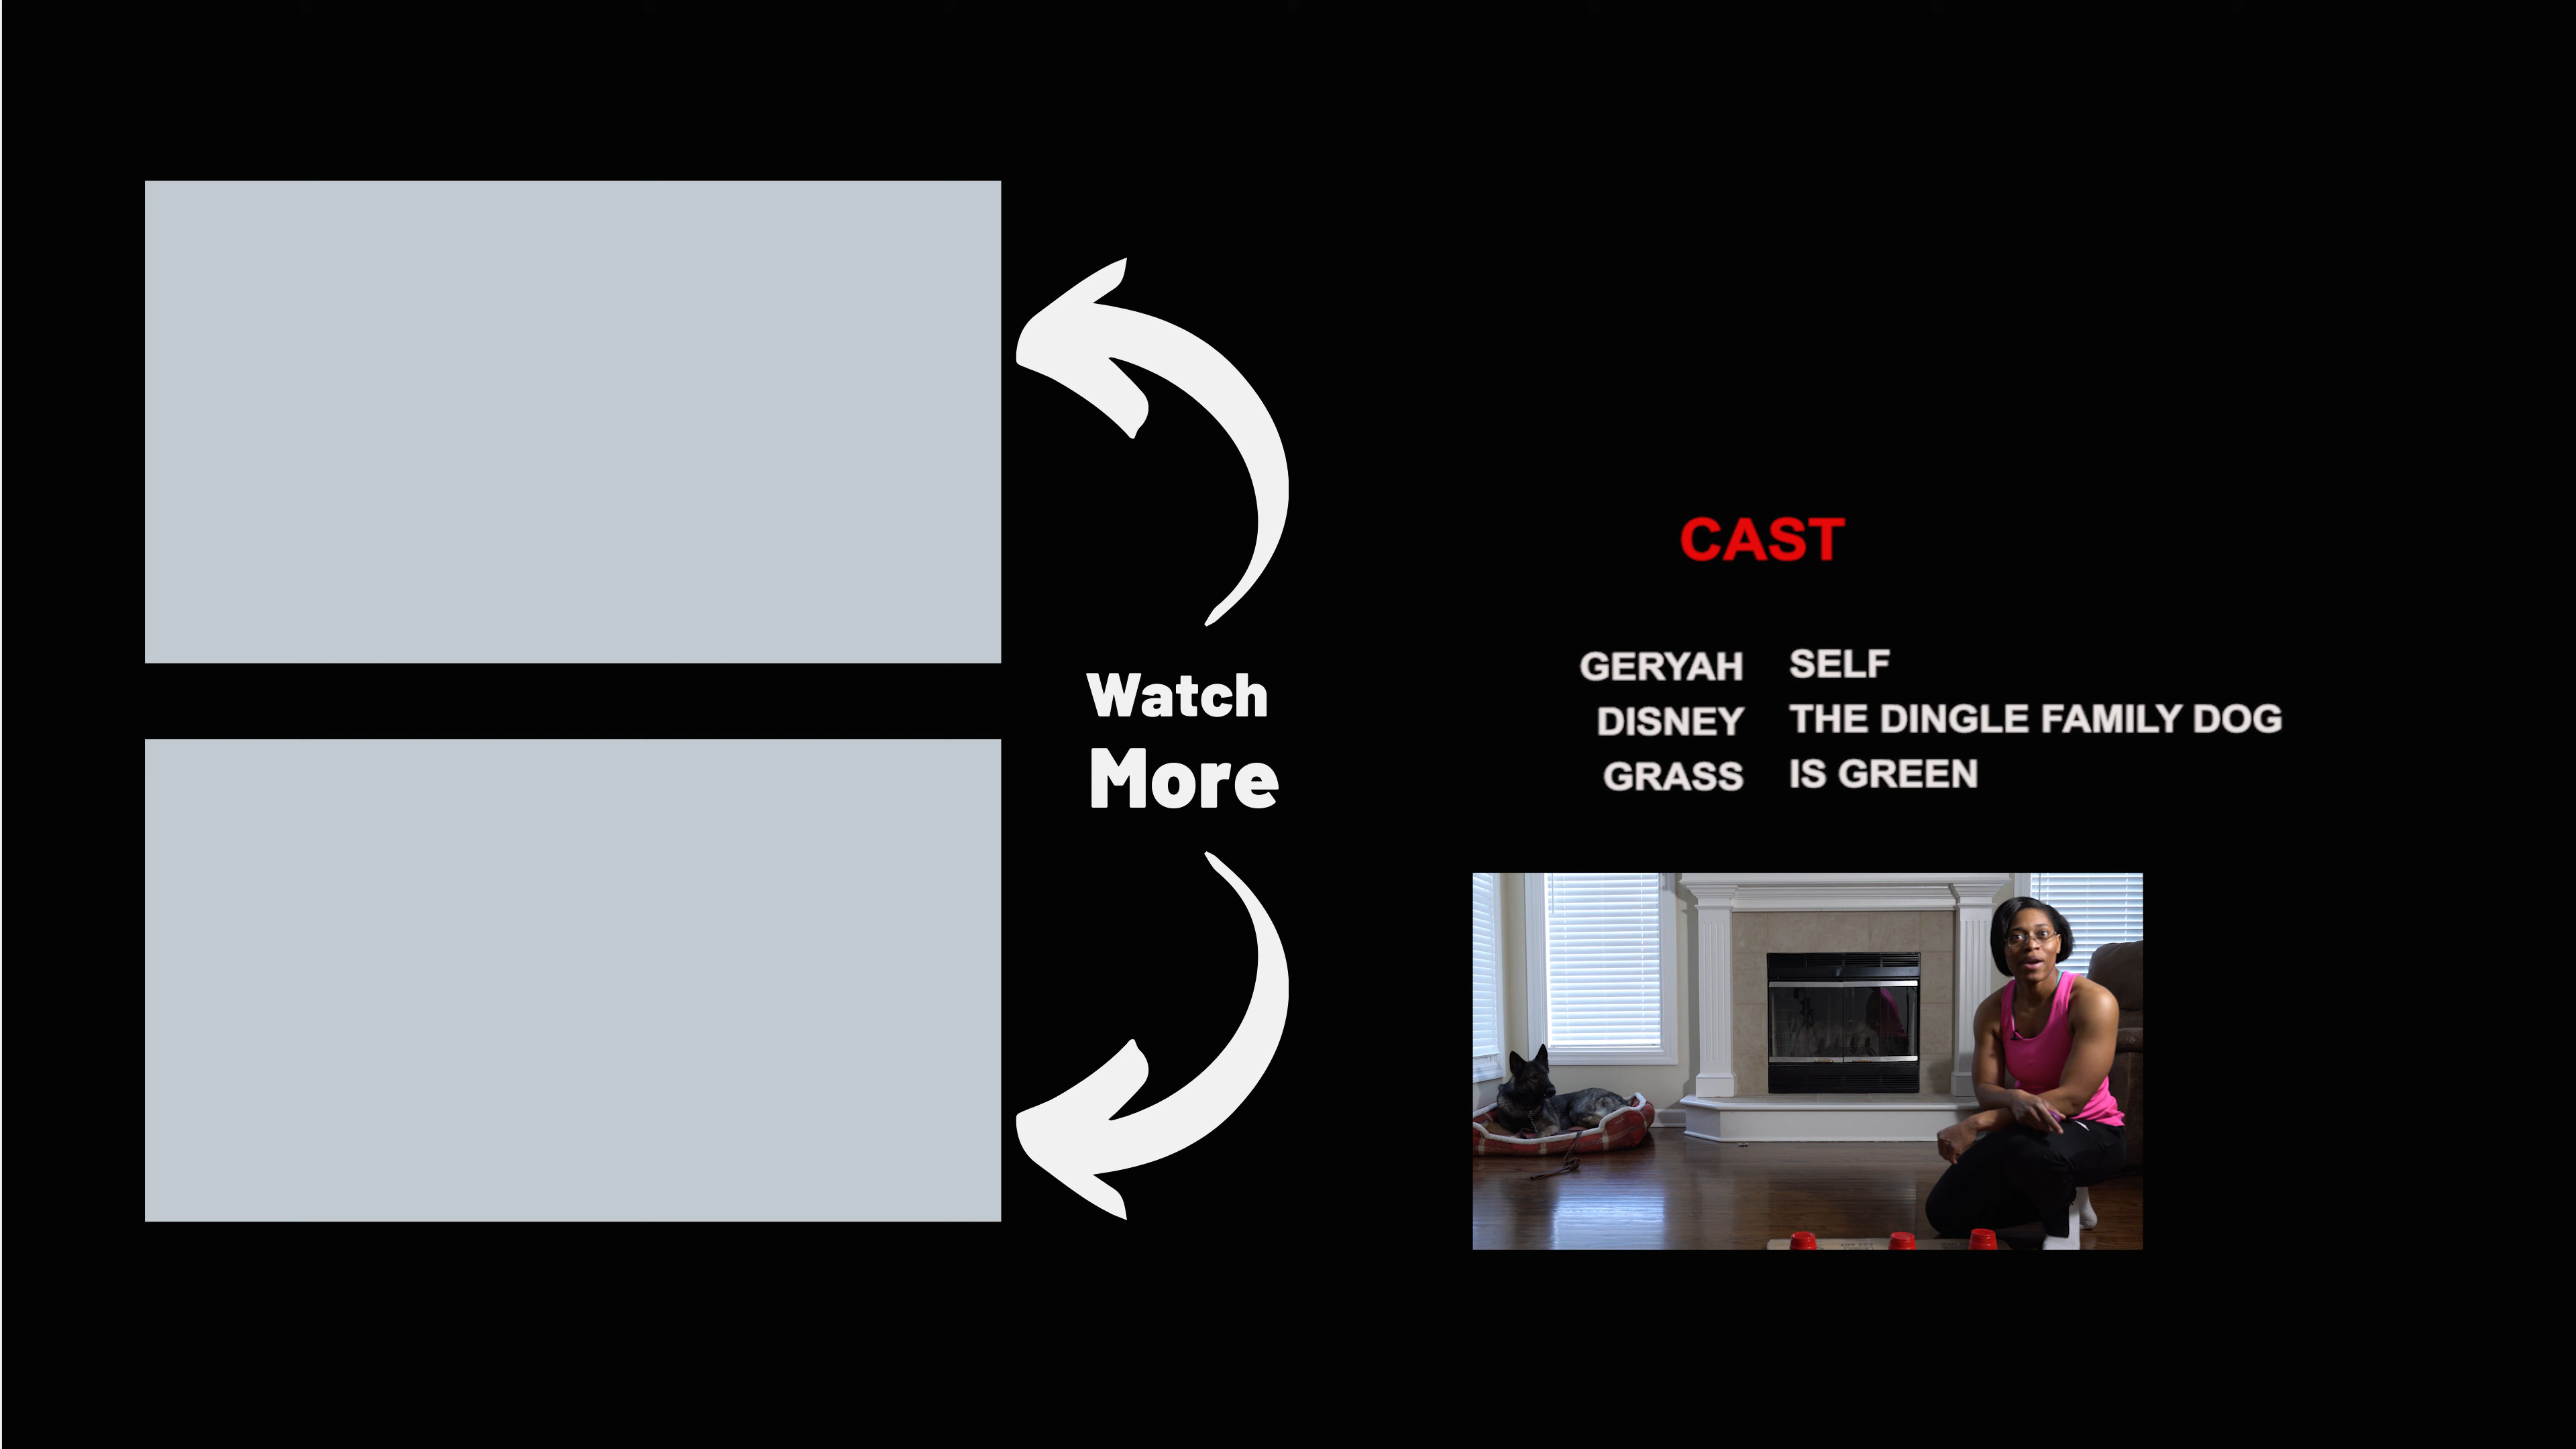 Watch
More
CAST
GERYAH SELF
DISNEY THE DINGLE FAMILY DOG
GRASS IS GREEN